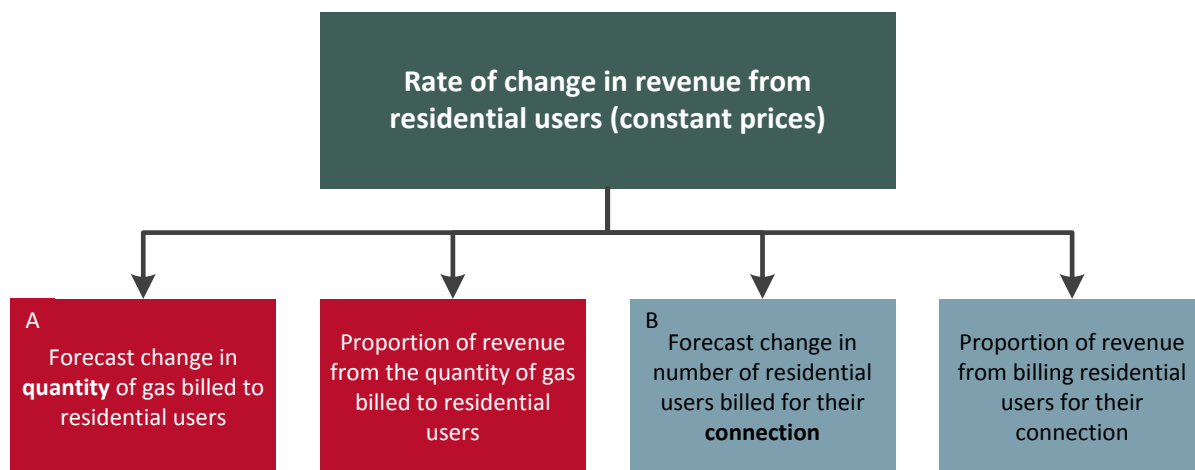 Rate of change in revenue from
residential users (constant prices)
A
Forecast change in
quantity of gas billed to
residential users
Proportion of revenue
from the quantity of gas
billed to residential
users
B
Forecast change in
number of residential
users billed for their
connection
Proportion of revenue
from billing residential
users for their
connection